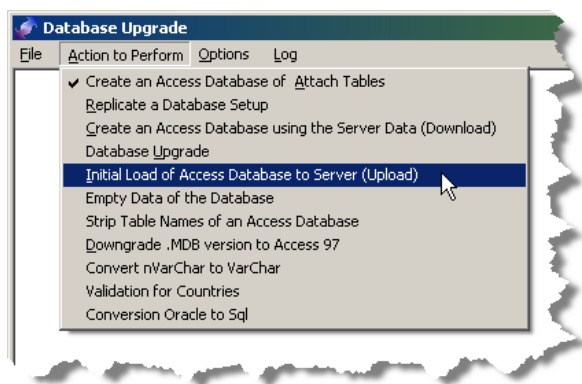 Database Upgrade
File Action to Perform Options Log
Create an Access Database of Attach Tables
Replicate a Database Setup
Create an Access Database using the Server Data (Download)
Database Upgrade
Initial Load of Access Database to Server (Upload)
Empty Data of the Database
Strip Table Names of an Access Database
Downgrade .MDB version to Access 97
Convert nVarChar to VarChar
Validation for Countries
Conversion Oracle to Sql